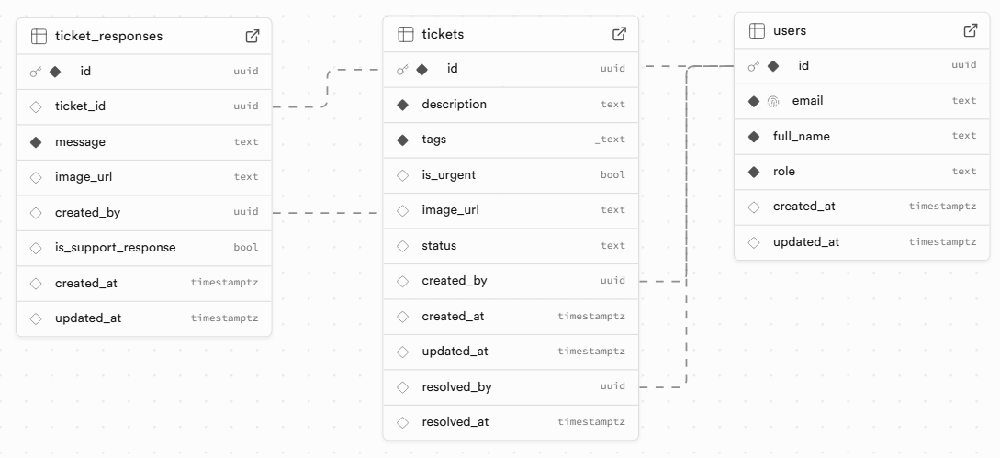 ticket_responses
id uuid
ticket_id uuid
message text
image_url text
created_by uuid
is_support_response bool
created_at timestamptz
updated_at timestamptz
tickets
id uuid
description text
tags _text
is_urgent bool
image_url text
status text
created_by uuid
created_at timestamptz
updated_at timestamptz
resolved_by uuid
resolved_at timestamptz
users
id uuid
email text
full_name text
role text
created_at timestamptz
updated_at timestamptz